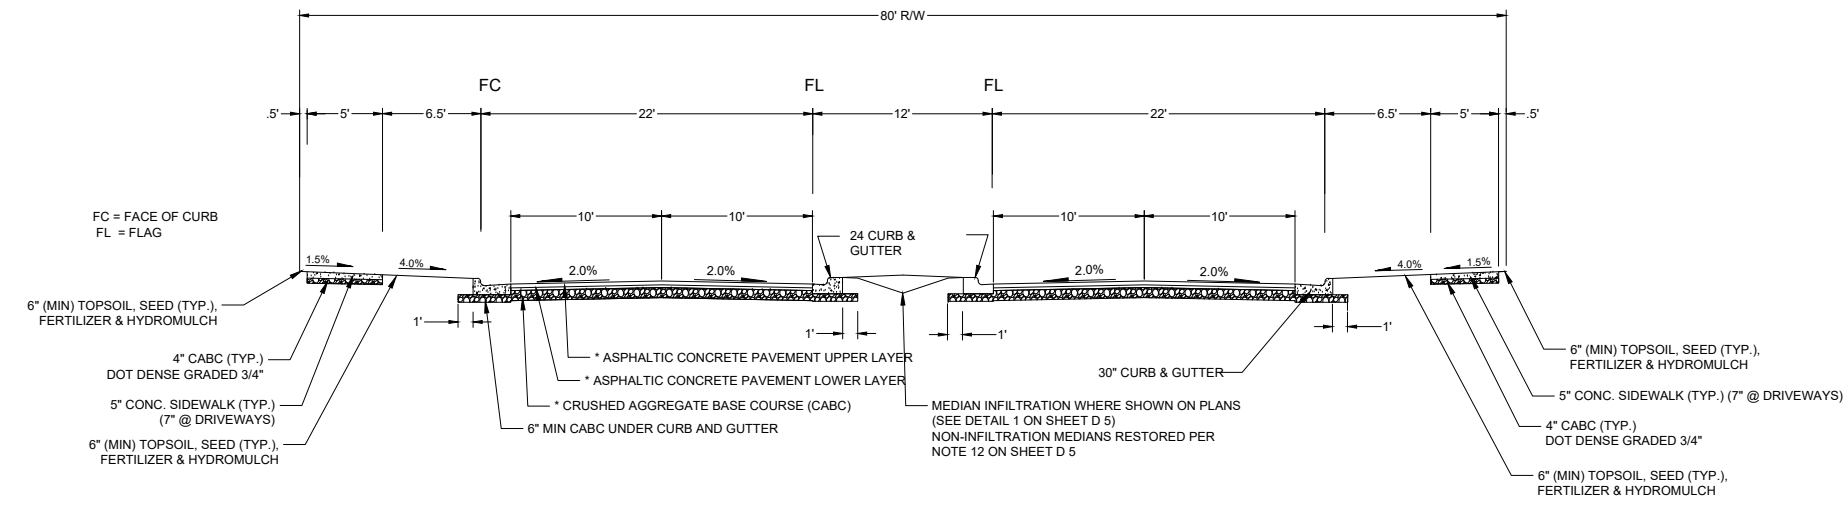 80' R/W
FC
FL
FL
.5'
5'
6.5'
22'
12'
22'
6.5'
5'
.5'
FC = FACE OF CURB
FL = FLAG
10'
10'
24 CURB &
GUTTER
10'
10'
1.5%
4.0%
2.0%
2.0%
2.0%
2.0%
4.0%
1.5%
6" (MIN) TOPSOIL, SEED (TYP.),
FERTILIZER & HYDROMULCH
1'
1'
1'
1'
4" CABC (TYP.)
DOT DENSE GRADED 3/4"
5" CONC. SIDEWALK (TYP.)
(7" @ DRIVEWAYS)
6" (MIN) TOPSOIL, SEED (TYP.),
FERTILIZER & HYDROMULCH
* ASPHALTIC CONCRETE PAVEMENT UPPER LAYER
* ASPHALTIC CONCRETE PAVEMENT LOWER LAYER
* CRUSHED AGGREGATE BASE COURSE (CABC)
6" MIN CABC UNDER CURB AND GUTTER
30" CURB & GUTTER
MEDIAN INFILTRATION WHERE SHOWN ON PLANS
(SEE DETAIL 1 ON SHEET D 5)
NON-INFILTRATION MEDIANS RESTORED PER
NOTE 12 ON SHEET D 5
6" (MIN) TOPSOIL, SEED (TYP.),
FERTILIZER & HYDROMULCH
5" CONC. SIDEWALK (TYP.) (7" @ DRIVEWAYS)
4" CABC (TYP.)
DOT DENSE GRADED 3/4"
6" (MIN) TOPSOIL, SEED (TYP.),
FERTILIZER & HYDROMULCH